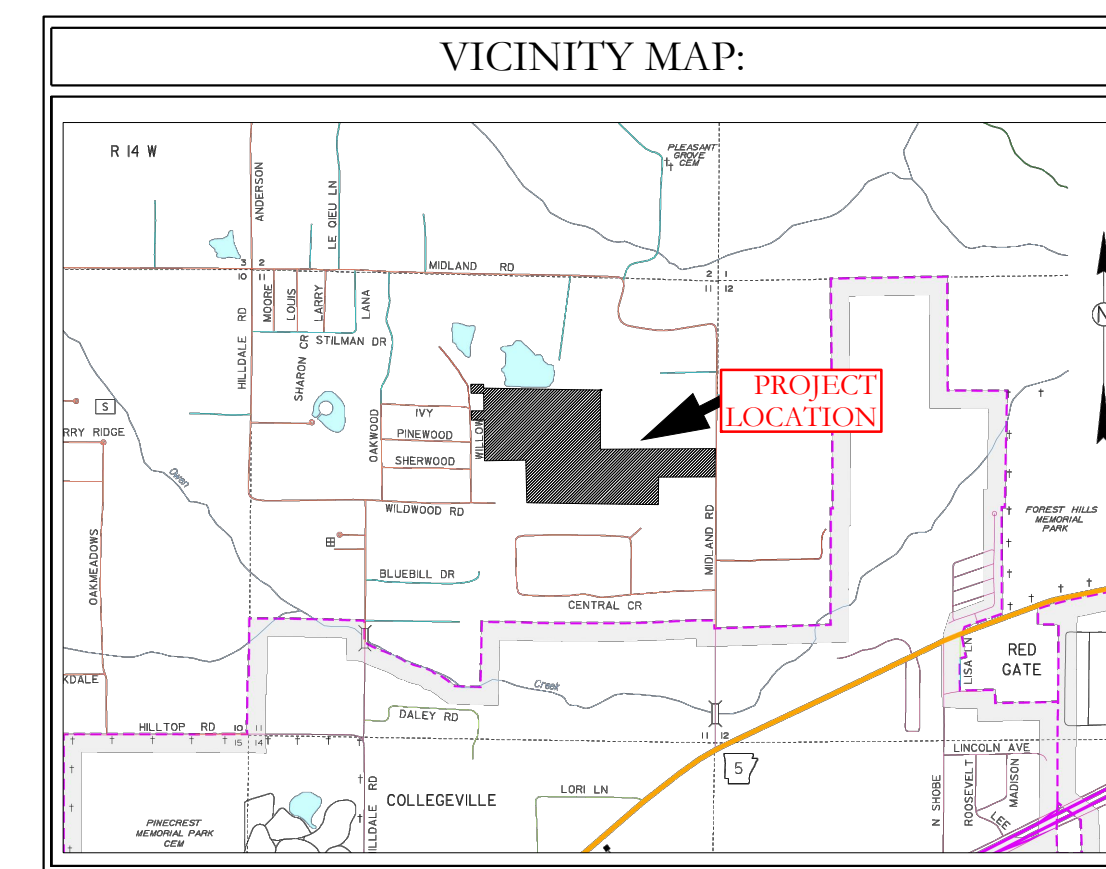 VICINITY MAP:
R 14 W
PLEASANT
GROVE
CEM
ANDERSON
LE OIEU LN
MIDLAND RD
3 2
10 11
2 1
11 12
MOORE
LOUIS
LARRY
LANA
HILLDALE RD
SHARON CR
STILMAN DR
N
PROJECT
LOCATION
S
RRY RIDGE
OAKWOOD
IVY
PINEWOOD
SHERWOOD
WILLOW
WILDWOOD RD
Owen
OAKMEADOWS
MIDLAND RD
FOREST HILLS
MEMORIAL
PARK
BLUEBILL DR
CENTRAL CR
LISA LN
RED
GATE
KDALE
Creek
HILLTOP RD
10 11
15 14
DALEY RD
11 12
5
LINCOLN AVE
COLLEGEVILLE
LORI LN
ILLDALE RD
N SHOBE
ROOSEVELT
MADISON
LEE
PINECREST
MEMORIAL PARK
CEM